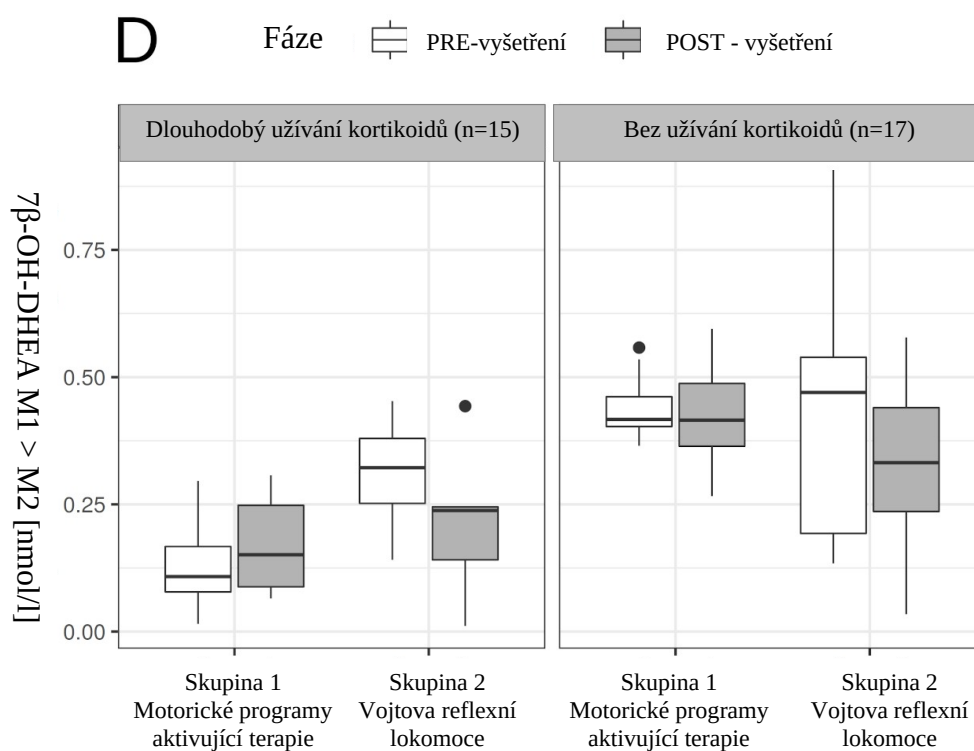 D
Fáze PRE-vyšetření POST - vyšetření
Dlouhodobý užívání kortikoidů (n=15) Bez užívání kortikoidů (n=17)
7β-OH-DHEA M1 > M2 [nmol/l]
0.75
0.50
0.25
0.00
Skupina 1
Motorické programy
aktivující terapie
Skupina 2
Vojtova reflexní
lokomoce
Skupina 1
Motorické programy
aktivující terapie
Skupina 2
Vojtova reflexní
lokomoce